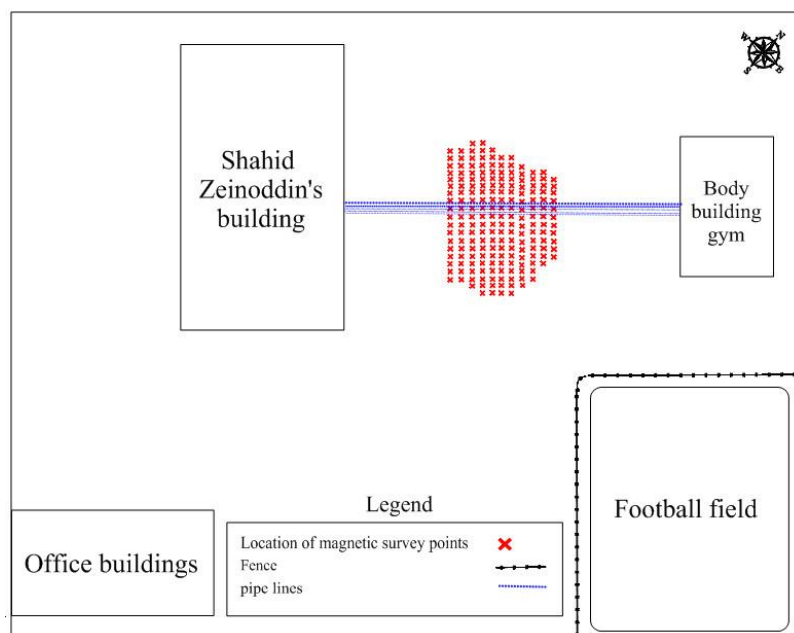 W N
S E
Shahid
Zeinoddin's
building
Body
building
gym
Football field
Office buildings
Legend
Location of magnetic survey points
Fence
pipe lines